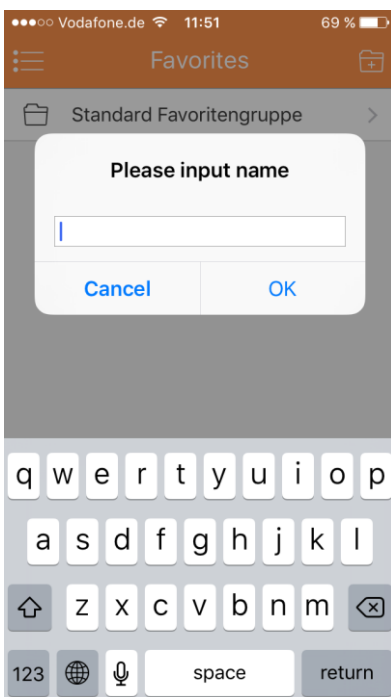 Vodafone.de 11:51 69 %
Favorites
Standard Favoritengruppe
Please input name
Cancel OK
q w e r t y u i o p
a s d f g h j k l
z x c v b n m
123 space return